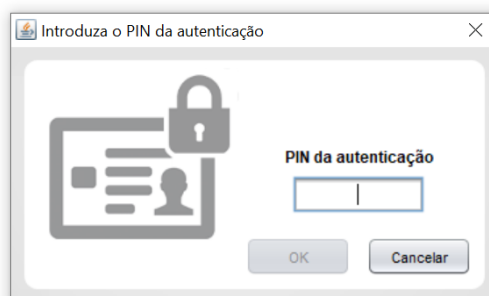 Introduza o PIN da autenticação
PIN da autenticação
OK
Cancelar